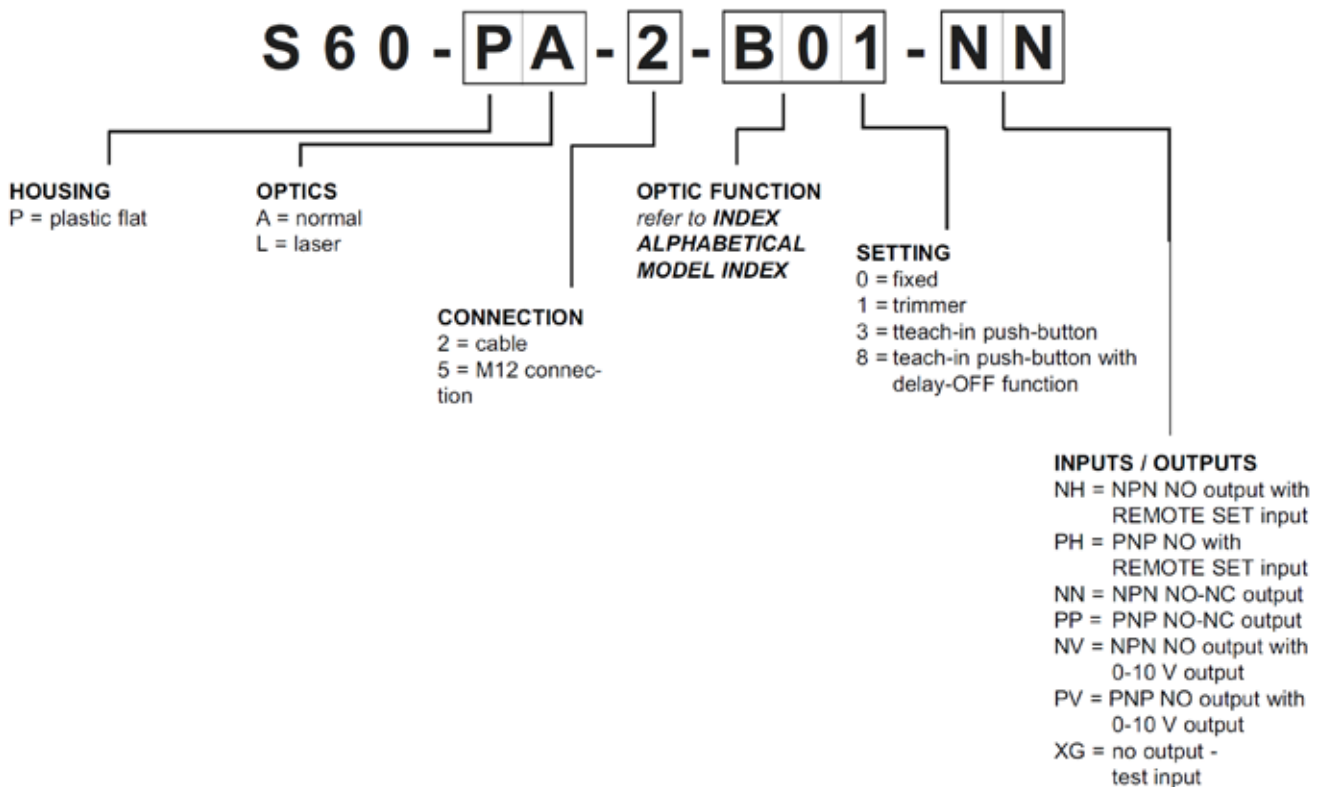 S60-PA-2-B01-NN
HOUSING
P = plastic flat
OPTICS
A = normal
L = laser
CONNECTION
2 = cable
5 = M12 connec-
tion
OPTIC FUNCTION
refer to INDEX
ALPHABETICAL
MODEL INDEX
SETTING
0 = fixed
1 = trimmer
3 = tteach-in push-button
8 = teach-in push-button with
delay-OFF function
INPUTS / OUTPUTS
NH = NPN NO output with
REMOTE SET input
PH = PNP NO with
REMOTE SET input
NN = NPN NO-NC output
PP = PNP NO-NC output
NV = NPN NO output with
0-10 V output
PV = PNP NO output with
0-10 V output
XG = no output -
test input